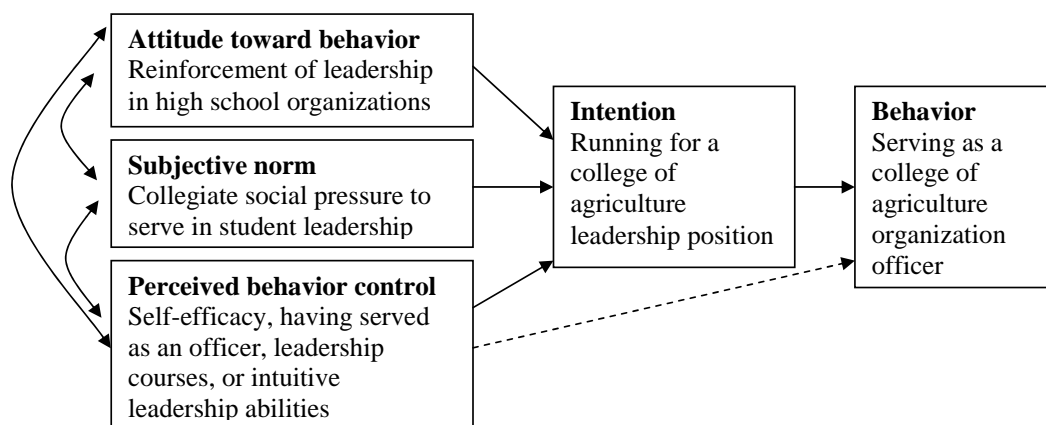 Attitude toward behavior
Reinforcement of leadership
in high school organizations
Subjective norm
Collegiate social pressure to
serve in student leadership
Perceived behavior control
Self-efficacy, having served
as an officer, leadership
courses, or intuitive
leadership abilities
Intention
Running for a
college of
agriculture
leadership position
Behavior
Serving as a
college of
agriculture
organization
officer